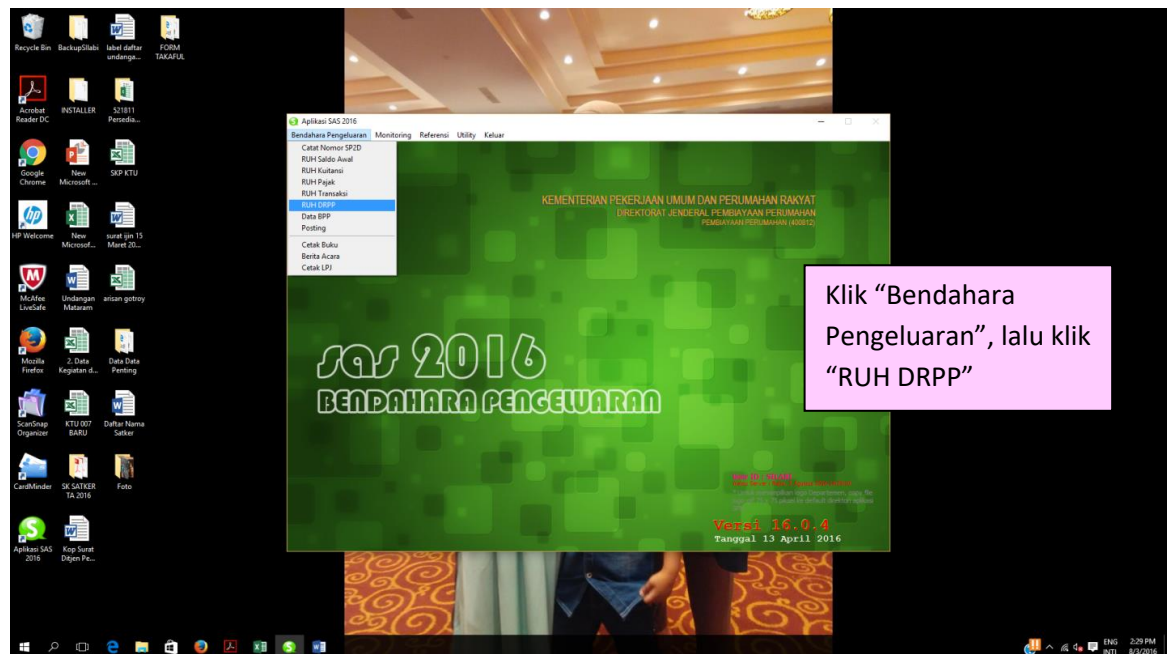 Recycle Bin
BackupSilabi
label daftar
undanga...
FORM
TAKAFUL
Acrobat
Reader DC
INSTALLER
521811
Persedia...
Google
Chrome
New
Microsoft ...
SKP KTU
HP Welcome
New
Microsof...
surat ijin 15
Maret 20...
McAfee
LiveSafe
Undangan
Mataram
arisan gotroy
Mozilla
Firefox
2. Data
Kegiatan d...
Data Data
Penting
ScanSnap
Organizer
KTU 007
BARU
Daftar Nama
Satker
CardMinder
SK SATKER
TA 2016
Foto
Aplikasi SAS
2016
Kop Surat
Ditjen Pe...
Aplikasi SAS 2016
Bendahara Pengeluaran Monitoring Referensi Utility Keluar
Catat Nomor SP2D
RUH Saldo Awal
RUH Kuitansi
RUH Pajak
RUH Transaksi
RUH DRPP
Data BPP
Posting
Cetak Buku
Berita Acara
Cetak LPJ
KEMENTERIAN PEKERJAAN UMUM DAN PERUMAHAN RAKYAT
DIREKTORAT JENDERAL PEMBIAYAAN PERUMAHAN
PEMBIAYAAN PERUMAHAN (400812)
sas 2016
BENDAHARA PENGELUARAN
Versi 16.0.4
Tanggal 13 April 2016
Klik “Bendahara
Pengeluaran”, lalu klik
“RUH DRPP”
ENG
INTI
2:29 PM
8/3/2016